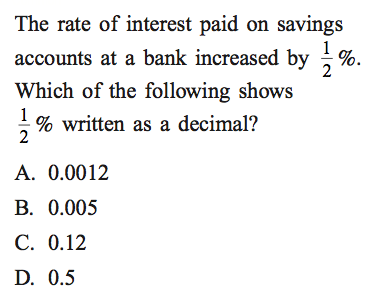 The rate of interest paid on savings
accounts at a bank increased by 1/2 %.
Which of the following shows
1/2 % written as a decimal?
A. 0.0012
B. 0.005
C. 0.12
D. 0.5